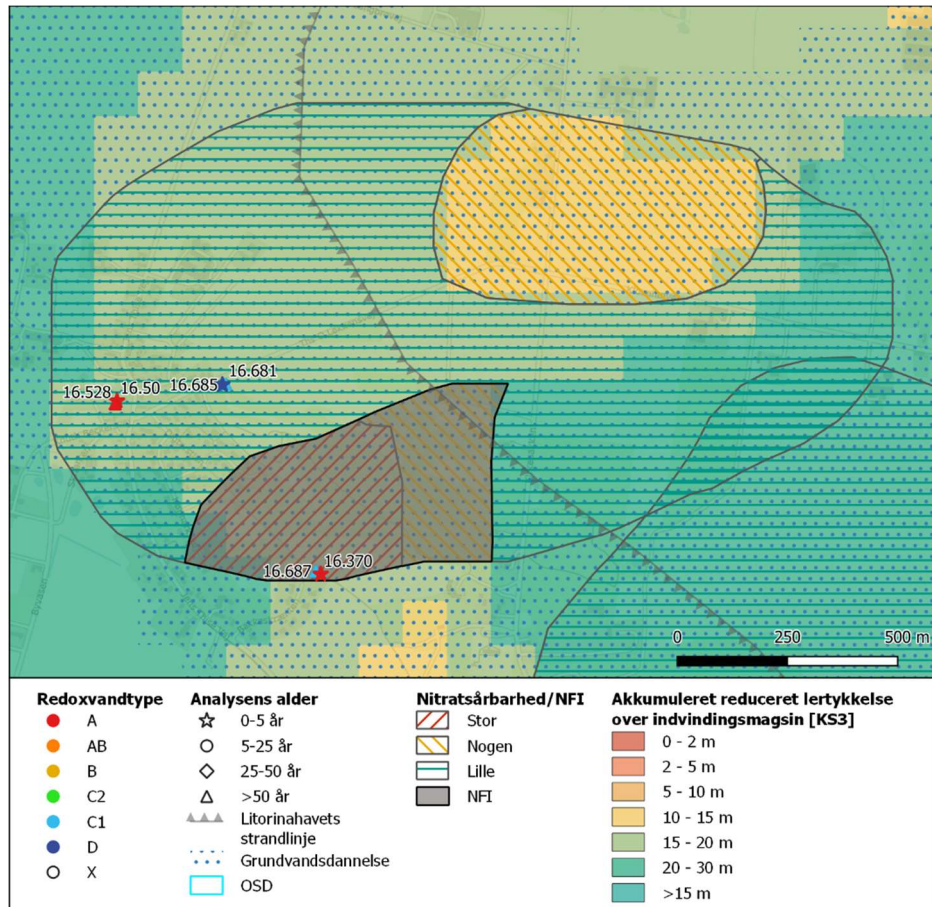 16.681
16.685
16.528
16.50
16.370
16.687
0
250
500 m
Redoxvandtype
A
AB
B
C2
C1
D
X
Analysens alder
0-5 år
5-25 år
25-50 år
>50 år
Litorinahavets
strandlinje
Grundvandsdannelse
OSD
Nitratsårbarhed/NFI
Stor
Nogen
Lille
NFI
Akkumuleret reduceret lertykkelse
over indvindingsmagsin [KS3]
0 - 2 m
2 - 5 m
5 - 10 m
10 - 15 m
15 - 20 m
20 - 30 m
>15 m